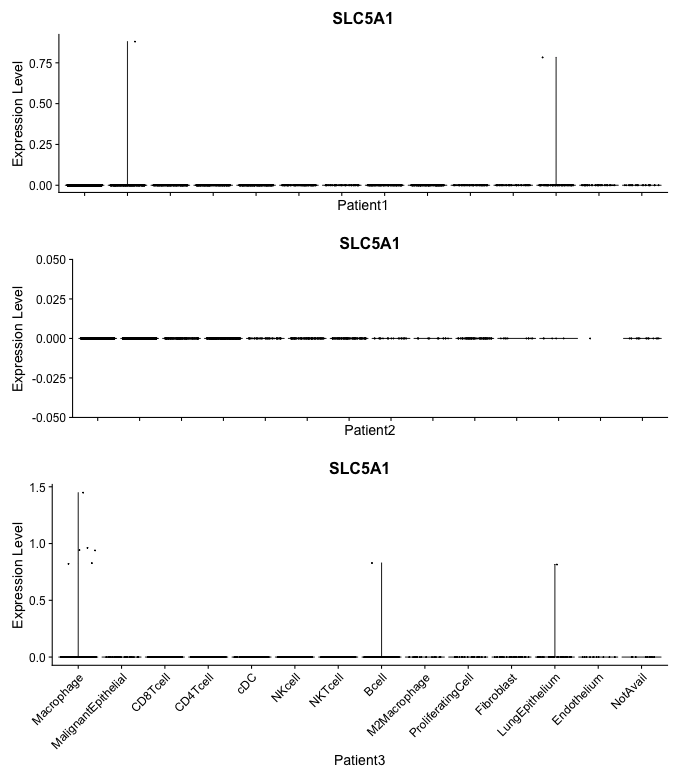 SLC5A1
Expression Level
0.75
0.50
0.25
0.00
Patient1
SLC5A1
Expression Level
0.050
0.025
0.000
-0.025
-0.050
Patient2
SLC5A1
Expression Level
1.5
1.0
0.5
0.0
Macrophage
MalignantEpithelial
CD8Tcell
CD4Tcell
cDC
NKcell
NKTcell
Bcell
M2Macrophage
ProliferatingCell
Fibroblast
LungEpithelium
Endothelium
NotAvail
Patient3